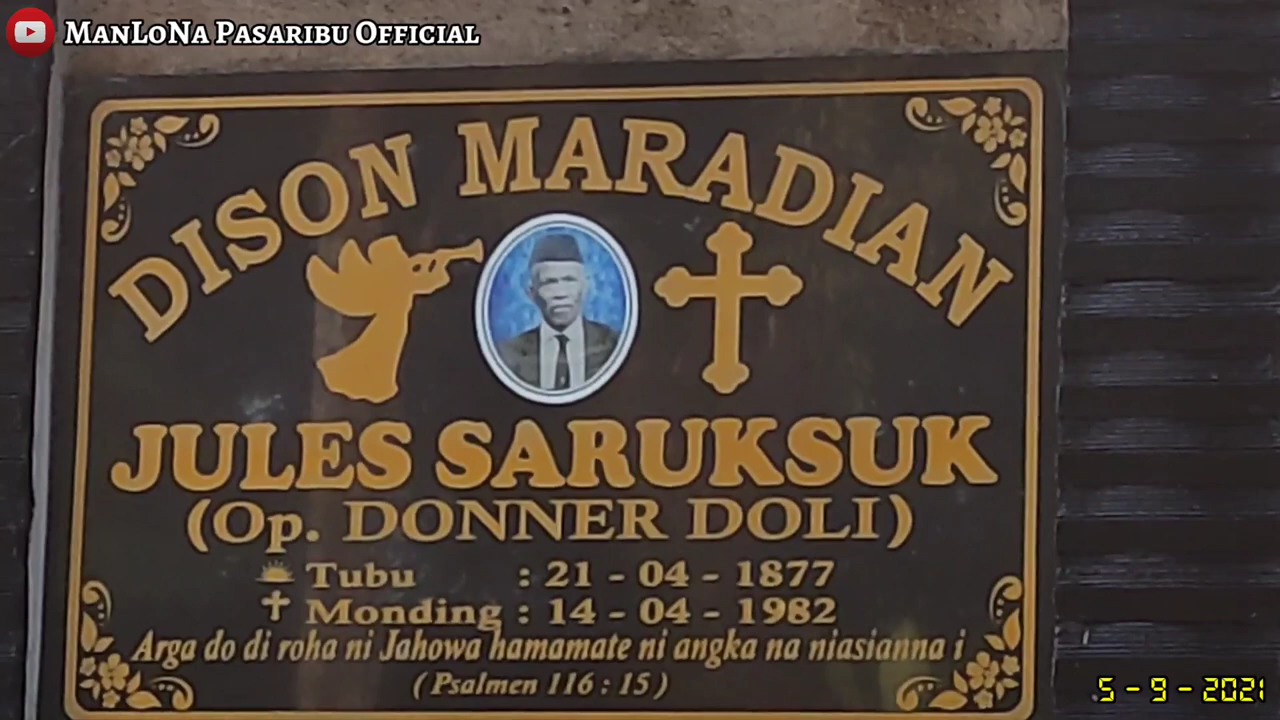 ManLoNa Pasaribu Official
DISON MARADIAN
JULES SARUKSUK
(Op. DONNER DOLI)
Tubu : 21 - 04 - 1877
Monding : 14 - 04 - 1982
Arga do di roha ni Jahowa hamamate ni angka na niasianna i
(Psalmen 116 : 15)
5 - 9 - 2021